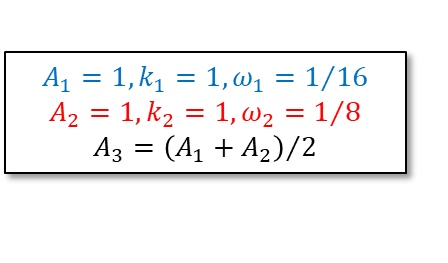 A₁ = 1, k₁ = 1, ω₁ = 1/16
A₂ = 1, k₂ = 1, ω₂ = 1/8
A₃ = (A₁ + A₂)/2